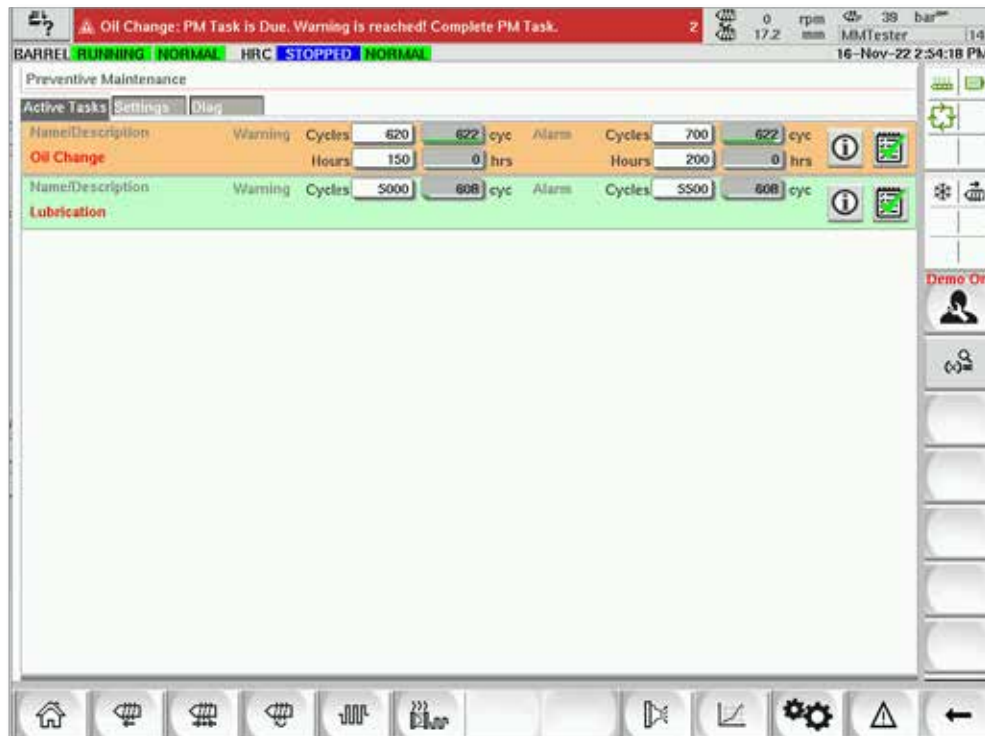 Oil Change: PM Task is Due. Warning is reached! Complete PM Task. 2
0 rpm 39 bar
17.2 mm MMTester 14
BARREL RUNNING NORMAL HRC STOPPED NORMAL 16-Nov-22 2:54:18 PM
Preventive Maintenance
Active Tasks Settings Diag
Name/Description Warning Cycles 620 622 cyc Alarm Cycles 700 622 cyc
Oil Change Hours 150 0 hrs Hours 200 0 hrs
Name/Description Warning Cycles 5000 608 cyc Alarm Cycles 5500 608 cyc
Lubrication
Demo On